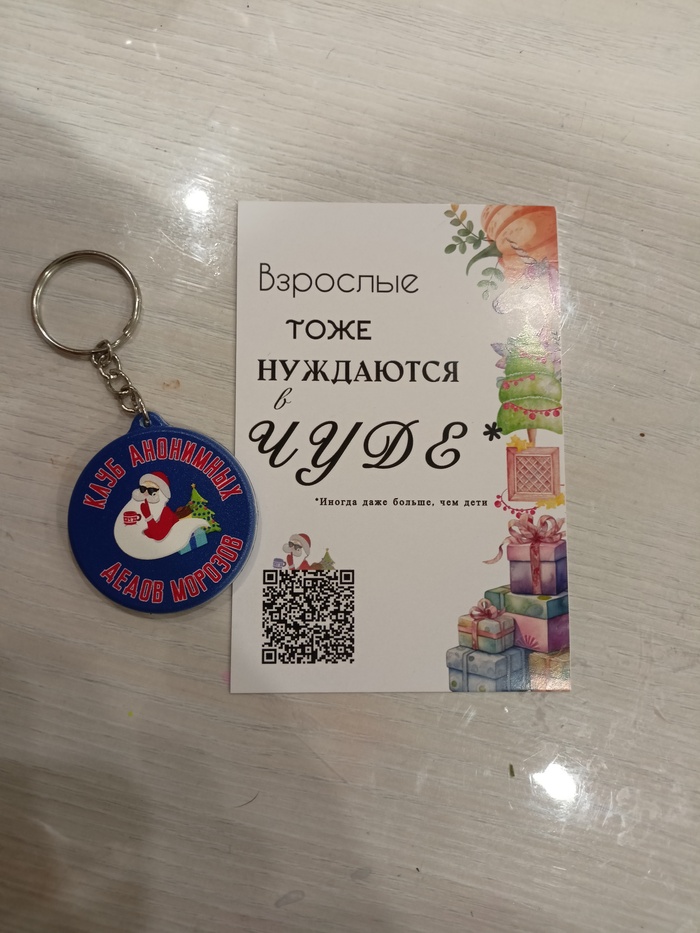 КЛУБ АНОНИМНЫХ
ДЕДОВ МОРОЗОВ
Взрослые
тоже
НУЖДАЮТСЯ
в
ЧУДЕ*
*Иногда даже больше, чем дети